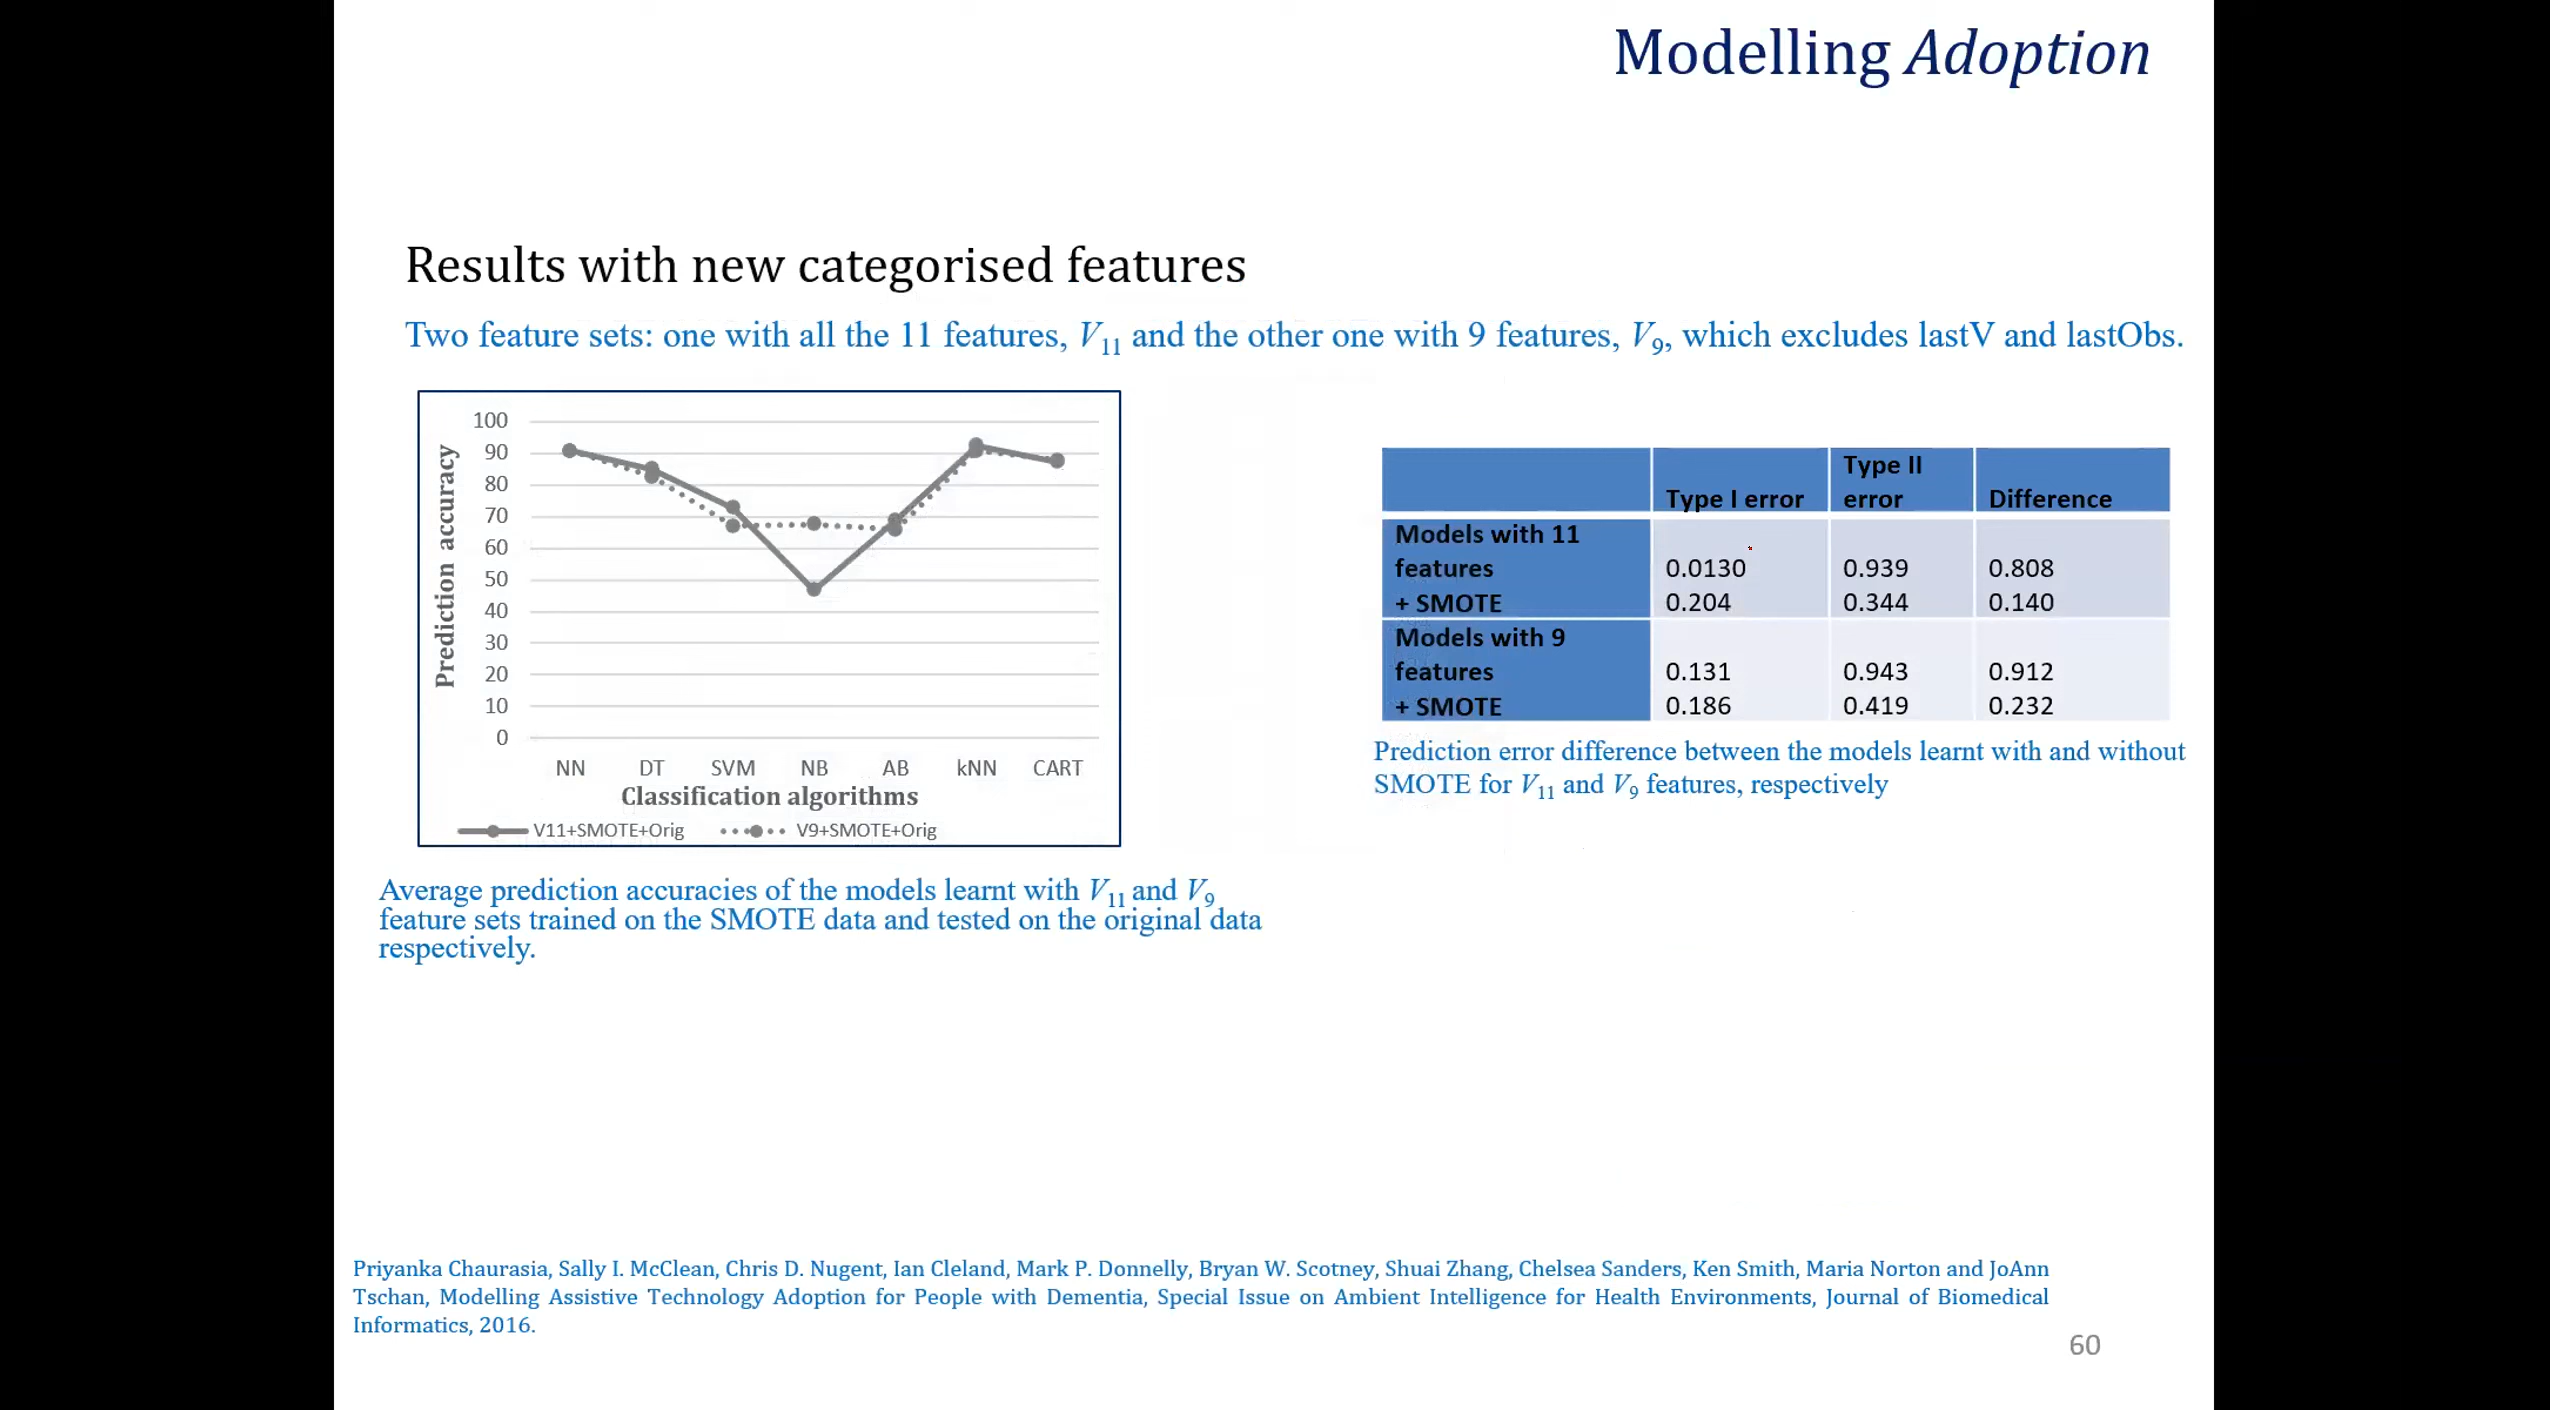 Modelling Adoption
Results with new categorised features
Two feature sets: one with all the 11 features, V11 and the other one with 9 features, V9, which excludes lastV and lastObs.
Prediction accuracy
100
90
80
70
60
50
40
30
20
10
0
NN DT SVM NB AB kNN CART
Classification algorithms
V11+SMOTE+Orig V9+SMOTE+Orig
Average prediction accuracies of the models learnt with V11 and V9
feature sets trained on the SMOTE data and tested on the original data
respectively.
Type II
Type I error error Difference
Models with 11
features 0.0130 0.939 0.808
+ SMOTE 0.204 0.344 0.140
Models with 9
features 0.131 0.943 0.912
+ SMOTE 0.186 0.419 0.232
Prediction error difference between the models learnt with and without
SMOTE for V11 and V9 features, respectively
Priyanka Chaurasia, Sally I. McClean, Chris D. Nugent, Ian Cleland, Mark P. Donnelly, Bryan W. Scotney, Shuai Zhang, Chelsea Sanders, Ken Smith, Maria Norton and JoAnn
Tschan, Modelling Assistive Technology Adoption for People with Dementia, Special Issue on Ambient Intelligence for Health Environments, Journal of Biomedical
Informatics, 2016.
60